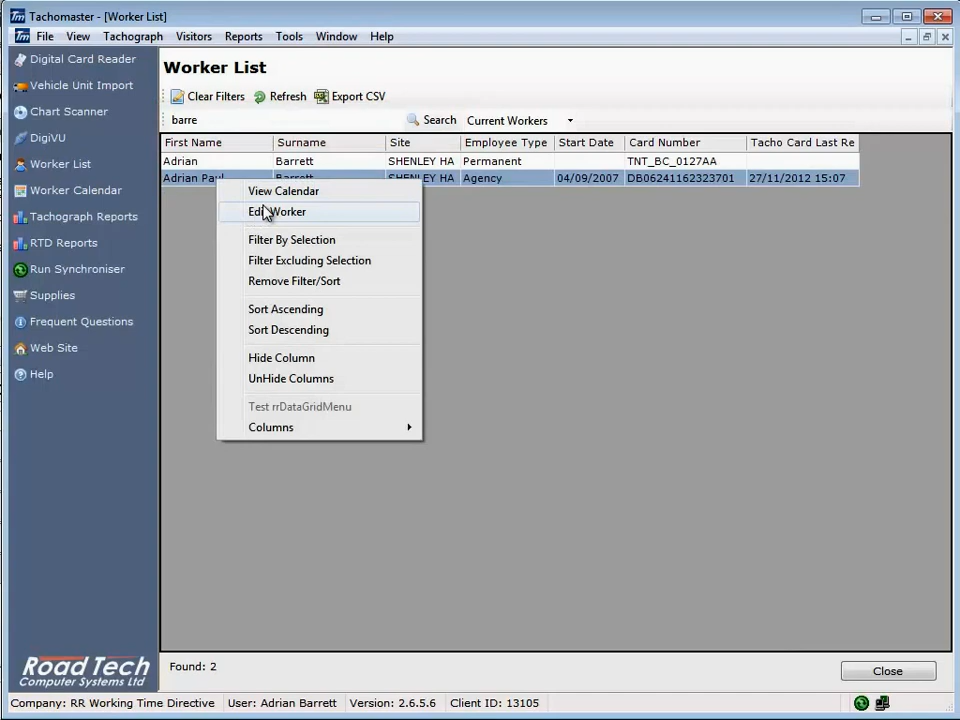 Tachomaster - [Worker List]
File View Tachograph Visitors Reports Tools Window Help
Digital Card Reader
Vehicle Unit Import
Chart Scanner
DigiVU
Worker List
Worker Calendar
Tachograph Reports
RTD Reports
Run Synchroniser
Supplies
Frequent Questions
Web Site
Help
Road Tech
Computer Systems Ltd
Worker List
Clear Filters Refresh Export CSV
barre Search Current Workers
First Name Surname Site Employee Type Start Date Card Number Tacho Card Last Re
Adrian Barrett SHENLEY HA Permanent TNT_BC_0127AA
Adrian Paul Barrett SHENLEY HA Agency 04/09/2007 DB06241162323701 27/11/2012 15:07
View Calendar
Edit Worker
Filter By Selection
Filter Excluding Selection
Remove Filter/Sort
Sort Ascending
Sort Descending
Hide Column
UnHide Columns
Test rrDataGridMenu
Columns
Found: 2
Close
Company: RR Working Time Directive User: Adrian Barrett Version: 2.6.5.6 Client ID: 13105